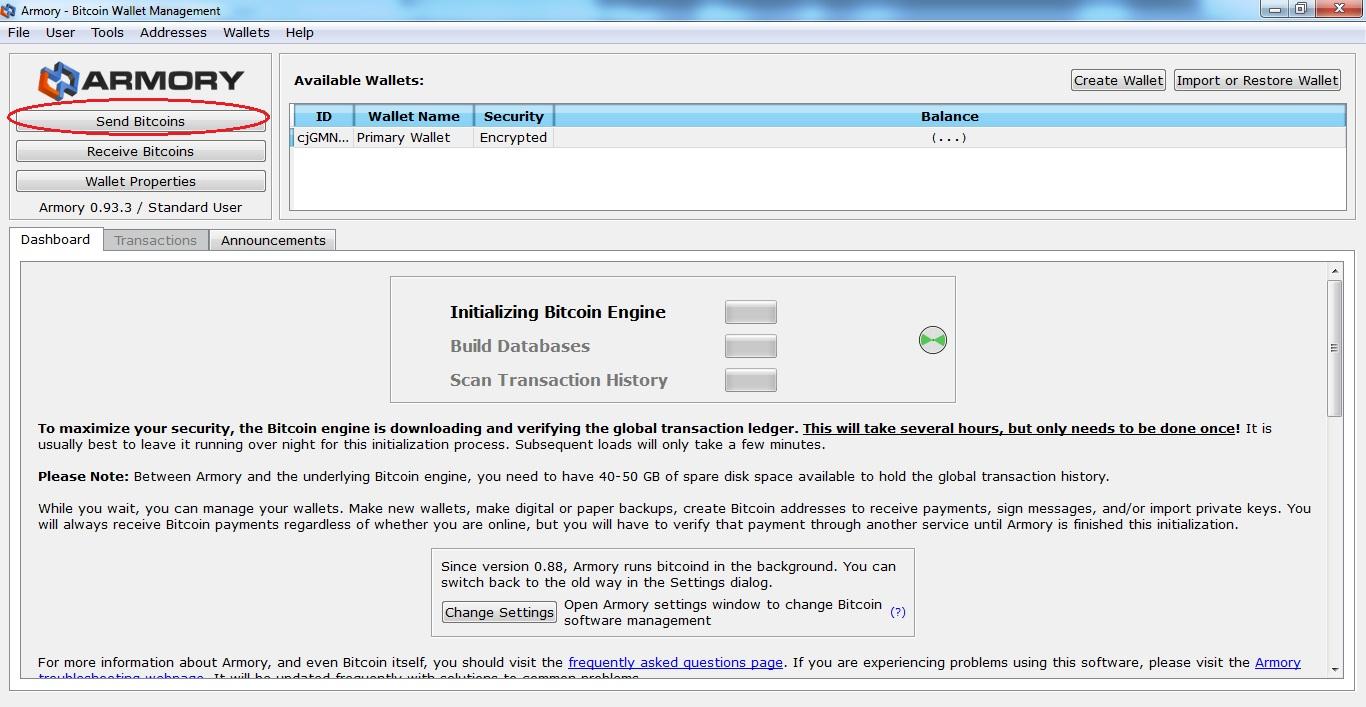 Armory - Bitcoin Wallet Management
File User Tools Addresses Wallets Help
ARMORY
Send Bitcoins
Receive Bitcoins
Wallet Properties
Armory 0.93.3 / Standard User
Available Wallets:
Create Wallet
Import or Restore Wallet
ID Wallet Name Security Balance
cjGMN... Primary Wallet Encrypted (...)
Dashboard Transactions Announcements
Initializing Bitcoin Engine
Build Databases
Scan Transaction History
To maximize your security, the Bitcoin engine is downloading and verifying the global transaction ledger. This will take several hours, but only needs to be done once! It is
usually best to leave it running over night for this initialization process. Subsequent loads will only take a few minutes.
Please Note: Between Armory and the underlying Bitcoin engine, you need to have 40-50 GB of spare disk space available to hold the global transaction history.
While you wait, you can manage your wallets. Make new wallets, make digital or paper backups, create Bitcoin addresses to receive payments, sign messages, and/or import private keys. You
will always receive Bitcoin payments regardless of whether you are online, but you will have to verify that payment through another service until Armory is finished this initialization.
Since version 0.88, Armory runs bitcoind in the background. You can
switch back to the old way in the Settings dialog.
Change Settings
Open Armory settings window to change Bitcoin
software management
(?)
For more information about Armory, and even Bitcoin itself, you should visit the frequently asked questions page. If you are experiencing problems using this software, please visit the Armory
troubleshooting webpage. It will be updated frequently with solutions to common problems.